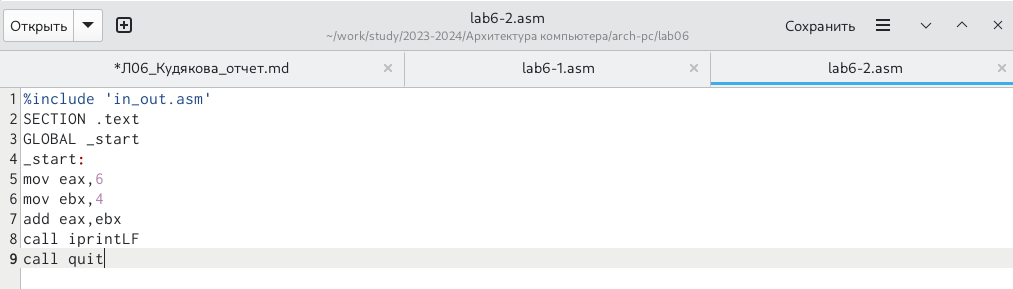 Открыть
lab6-2.asm
~/work/study/2023-2024/Архитектура компьютера/arch-pc/lab06
Сохранить
*Л06_Кудякова_отчет.md
lab6-1.asm
lab6-2.asm
1 %include 'in_out.asm'
2 SECTION .text
3 GLOBAL _start
4 _start:
5 mov eax,6
6 mov ebx,4
7 add eax,ebx
8 call iprintLF
9 call quit